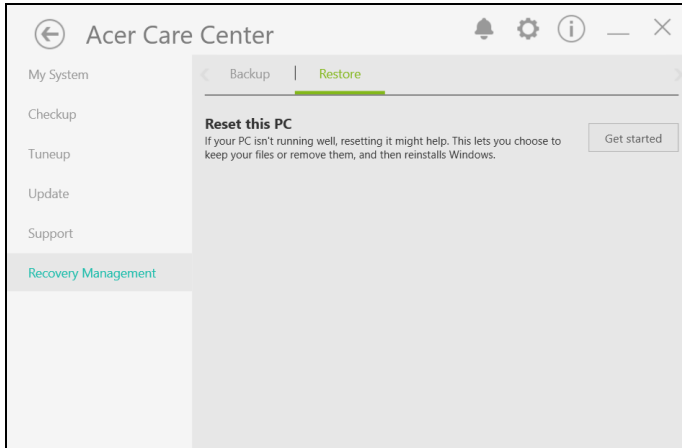 Acer Care Center
My System
Checkup
Tuneup
Update
Support
Recovery Management
Backup | Restore
Reset this PC
If your PC isn't running well, resetting it might help. This lets you choose to
keep your files or remove them, and then reinstalls Windows.
Get started